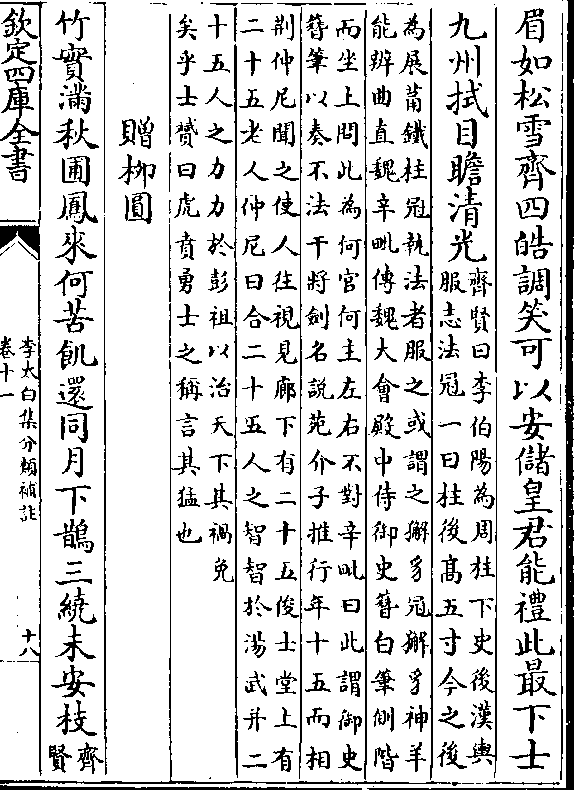 眉如松雪齊四皓調笑可以安儲皇君能禮此最下士
九州拭目瞻清光
齊賢曰李伯陽為周柱下史後漢輿
服志法冠一曰柱後髙五寸今之後
為展莆鐵柱冠執法者服之或謂之獬豸冠獬豸神羊
能辨曲直魏辛毗傳魏大會殿中侍御史簪白筆側階
而坐上問此為何官何主左右不對辛毗曰此謂御史
簪筆以奏不法干將劍名説苑介子推行年十五而相
荆仲尼聞之使人往視見廊下有二十五俊士堂上有
二十五老人仲尼曰合二十五人之智智於湯武并二
十五人之力力於彭祖以治天下其禍免
矣乎士贇曰虎賁勇士之稱言其猛也
贈柳圓
竹實滿秋圃鳳來何苦飢還同月下鵲三繞未安枝
齊
賢
欽定四庫全書
李太白集分類補註
卷十一
十八